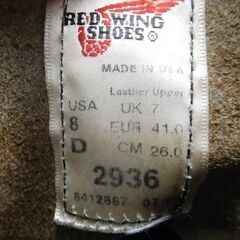 RED WING
SHOES®
MADE IN USA
Leather Upper
USA UK 7
8 EUR 41.0
D CM 26.0
2936